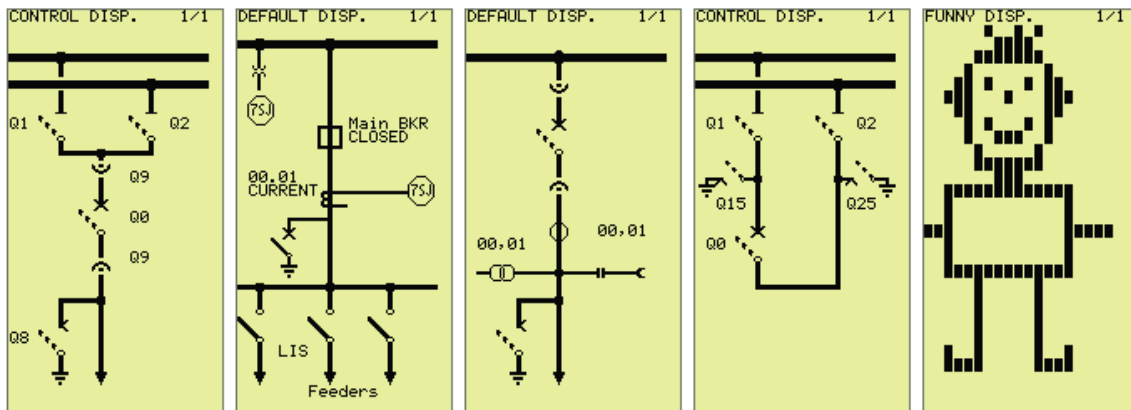 CONTROL DISP. 1/1
Q1
Q2
Q9
Q0
Q9
Q8
DEFAULT DISP. 1/1
7SJ
Main BKR
CLOSED
00.01
CURRENT
7SJ
LIS
Feeders
DEFAULT DISP. 1/1
00,01
00,01
CONTROL DISP. 1/1
Q1
Q2
Q15
Q25
Q0
FUNNY DISP. 1/1